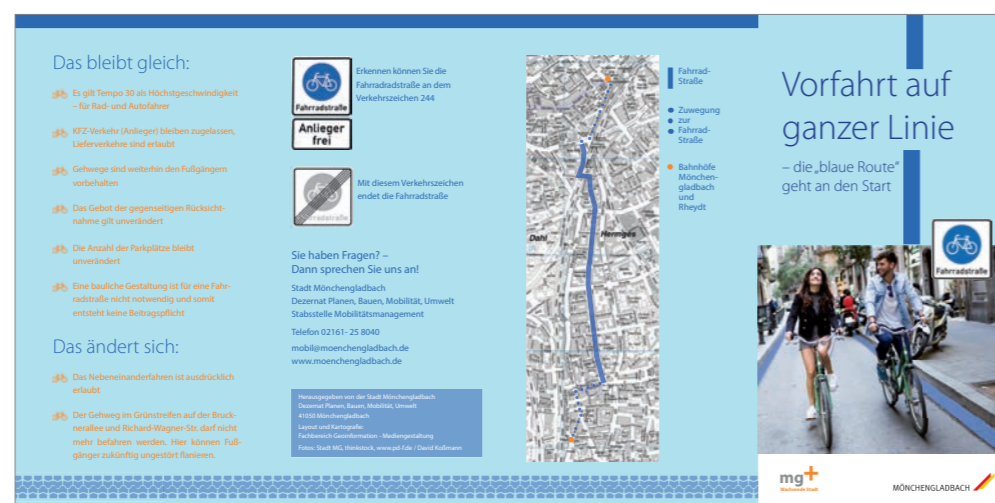 Das bleibt gleich:
Es gilt Tempo 30 als Höchstgeschwindigkeit
– für Rad- und Autofahrer
KFZ-Verkehr (Anlieger) bleiben zugelassen,
Lieferverkehre sind erlaubt
Gehwege sind weiterhin den Fußgängern
vorbehalten
Das Gebot der gegenseitigen Rücksicht-
nahme gilt unverändert
Die Anzahl der Parkplätze bleibt
unverändert
Eine bauliche Gestaltung ist für eine Fahr-
radstraße nicht notwendig und somit
entsteht keine Beitragspflicht
Das ändert sich:
Das Nebeneinanderfahren ist ausdrücklich
erlaubt
Der Gehweg im Grünstreifen auf der Bruck-
nerallee und Richard-Wagner-Str. darf nicht
mehr befahren werden. Hier können Fuß-
gänger zukünftig ungestört flanieren.
Fahrradstraße
Anlieger
frei
Erkennen können Sie die
Fahrradradstraße an dem
Verkehrszeichen 244
Fahrradstraße
Mit diesem Verkehrszeichen
endet die Fahrradstraße
Sie haben Fragen? –
Dann sprechen Sie uns an!
Stadt Mönchengladbach
Dezernat Planen, Bauen, Mobilität, Umwelt
Stabsstelle Mobilitätsmanagement
Telefon 02161- 25 8040
mobil@moenchengladbach.de
www.moenchengladbach.de
Herausgegeben von der Stadt Mönchengladbach
Dezernat Planen, Bauen, Mobilität, Umwelt
41050 Mönchengladbach
Layout und Kartografie:
Fachbereich Geoinformation - Mediengestaltung
Fotos: Stadt MG, thinkstock, www.pd-f.de / David Koßmann
Dahl
Hermges
Fahrrad-
Straße
Zuwegung
zur
Fahrrad-
Straße
Bahnhöfe
Mönchen-
gladbach
und
Rheydt
Vorfahrt auf
ganzer Linie
– die „blaue Route“
geht an den Start
Fahrradstraße
mg+
Wachsende Stadt
MÖNCHENGLADBACH